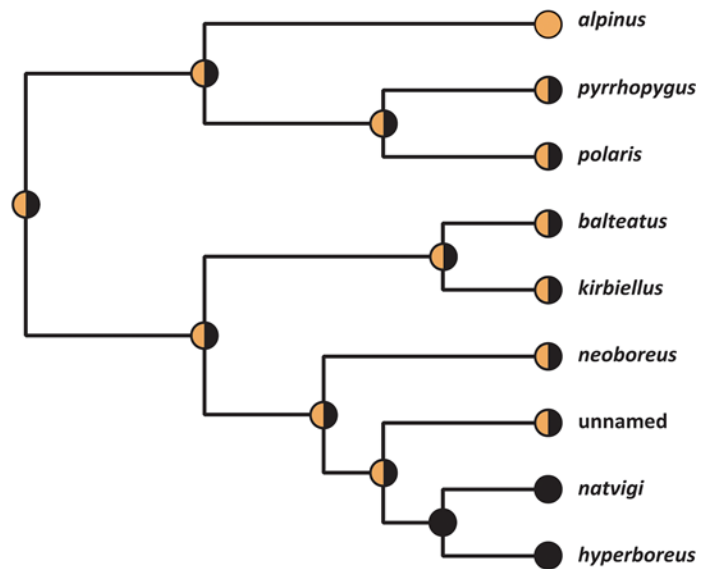 alpinus
pyrrhopygus
polaris
balteatus
kirbiellus
neoboreus
unnamed
natvigi
hyperboreus